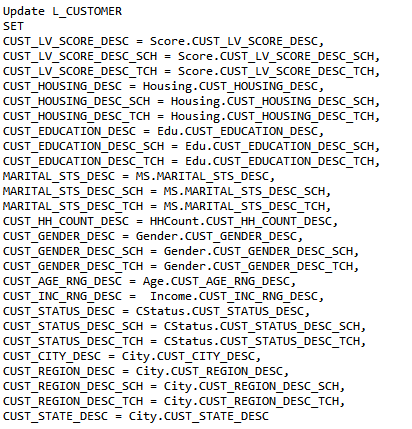 Update L_CUSTOMER
SET
CUST_LV_SCORE_DESC = Score.CUST_LV_SCORE_DESC,
CUST_LV_SCORE_DESC_SCH = Score.CUST_LV_SCORE_DESC_SCH,
CUST_LV_SCORE_DESC_TCH = Score.CUST_LV_SCORE_DESC_TCH,
CUST_HOUSING_DESC = Housing.CUST_HOUSING_DESC,
CUST_HOUSING_DESC_SCH = Housing.CUST_HOUSING_DESC_SCH,
CUST_HOUSING_DESC_TCH = Housing.CUST_HOUSING_DESC_TCH,
CUST_EDUCATION_DESC = Edu.CUST_EDUCATION_DESC,
CUST_EDUCATION_DESC_SCH = Edu.CUST_EDUCATION_DESC_SCH,
CUST_EDUCATION_DESC_TCH = Edu.CUST_EDUCATION_DESC_TCH,
MARITAL_STS_DESC = MS.MARITAL_STS_DESC,
MARITAL_STS_DESC_SCH = MS.MARITAL_STS_DESC_SCH,
MARITAL_STS_DESC_TCH = MS.MARITAL_STS_DESC_TCH,
CUST_HH_COUNT_DESC = HHCount.CUST_HH_COUNT_DESC,
CUST_GENDER_DESC = Gender.CUST_GENDER_DESC,
CUST_GENDER_DESC_SCH = Gender.CUST_GENDER_DESC_SCH,
CUST_GENDER_DESC_TCH = Gender.CUST_GENDER_DESC_TCH,
CUST_AGE_RNG_DESC = Age.CUST_AGE_RNG_DESC,
CUST_INC_RNG_DESC =  Income.CUST_INC_RNG_DESC,
CUST_STATUS_DESC = CStatus.CUST_STATUS_DESC,
CUST_STATUS_DESC_SCH = CStatus.CUST_STATUS_DESC_SCH,
CUST_STATUS_DESC_TCH = CStatus.CUST_STATUS_DESC_TCH,
CUST_CITY_DESC = City.CUST_CITY_DESC,
CUST_REGION_DESC = City.CUST_REGION_DESC,
CUST_REGION_DESC_SCH = City.CUST_REGION_DESC_SCH,
CUST_REGION_DESC_TCH = City.CUST_REGION_DESC_TCH,
CUST_STATE_DESC = City.CUST_STATE_DESC